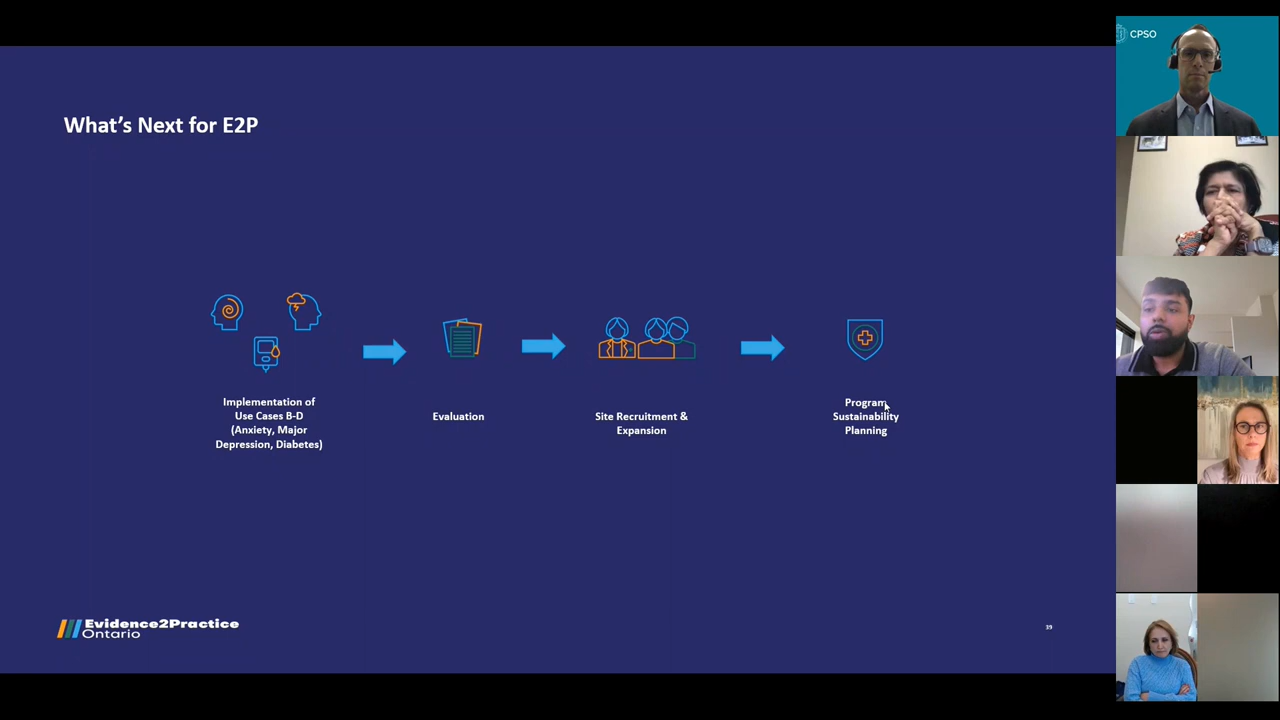 CPSO
What's Next for E2P
Implementation of
Use Cases B-D
(Anxiety, Major
Depression, Diabetes)
Evaluation
Site Recruitment &
Expansion
Program
Sustainability
Planning
Evidence2Practice
Ontario
39